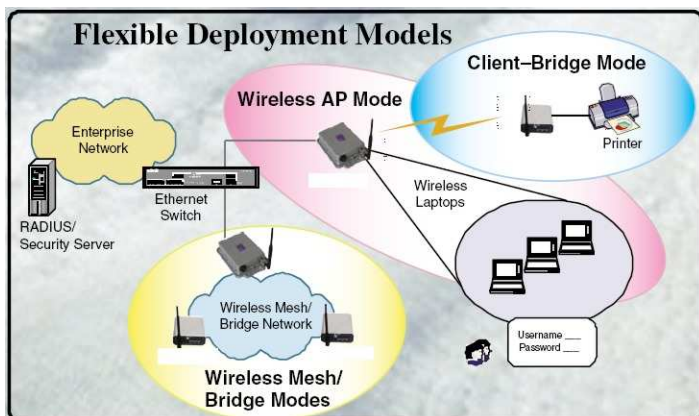 Flexible Deployment Models
Client–Bridge Mode
Wireless AP Mode
Enterprise
Network
Printer
Wireless
Laptops
Ethernet
Switch
RADIUS/
Security Server
Wireless Mesh/
Bridge Network
Username ___
Password ___
Wireless Mesh/
Bridge Modes